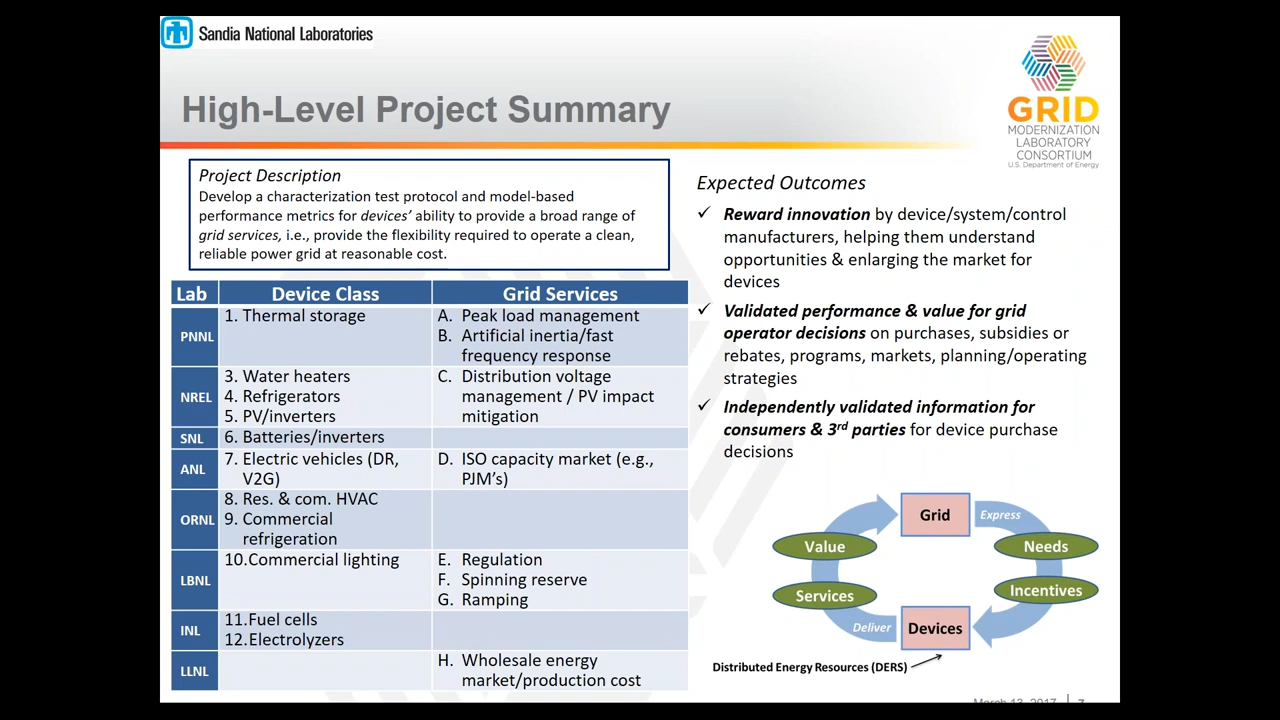 Sandia National Laboratories
High-Level Project Summary
GRID
MODERNIZATION
LABORATORY
CONSORTIUM
U.S. Department of Energy
Project Description
Develop a characterization test protocol and model-based
performance metrics for devices’ ability to provide a broad range of
grid services, i.e., provide the flexibility required to operate a clean,
reliable power grid at reasonable cost.
Lab Device Class Grid Services
PNNL
1. Thermal storage
A. Peak load management
B. Artificial inertia/fast
frequency response
NREL
3. Water heaters
4. Refrigerators
5. PV/inverters
C. Distribution voltage
management / PV impact
mitigation
SNL
6. Batteries/inverters
ANL
7. Electric vehicles (DR,
V2G)
D. ISO capacity market (e.g.,
PJM’s)
ORNL
8. Res. & com. HVAC
9. Commercial
refrigeration
LBNL
10.Commercial lighting
E. Regulation
F. Spinning reserve
G. Ramping
INL
11.Fuel cells
12.Electrolyzers
LLNL
H. Wholesale energy
market/production cost
Expected Outcomes
✓ Reward innovation by device/system/control
manufacturers, helping them understand
opportunities & enlarging the market for
devices
✓ Validated performance & value for grid
operator decisions on purchases, subsidies or
rebates, programs, markets, planning/operating
strategies
✓ Independently validated information for
consumers & 3rd parties for device purchase
decisions
Grid
Express
Value
Needs
Services
Incentives
Deliver
Devices
Distributed Energy Resources (DERS)
March 13, 2017
7